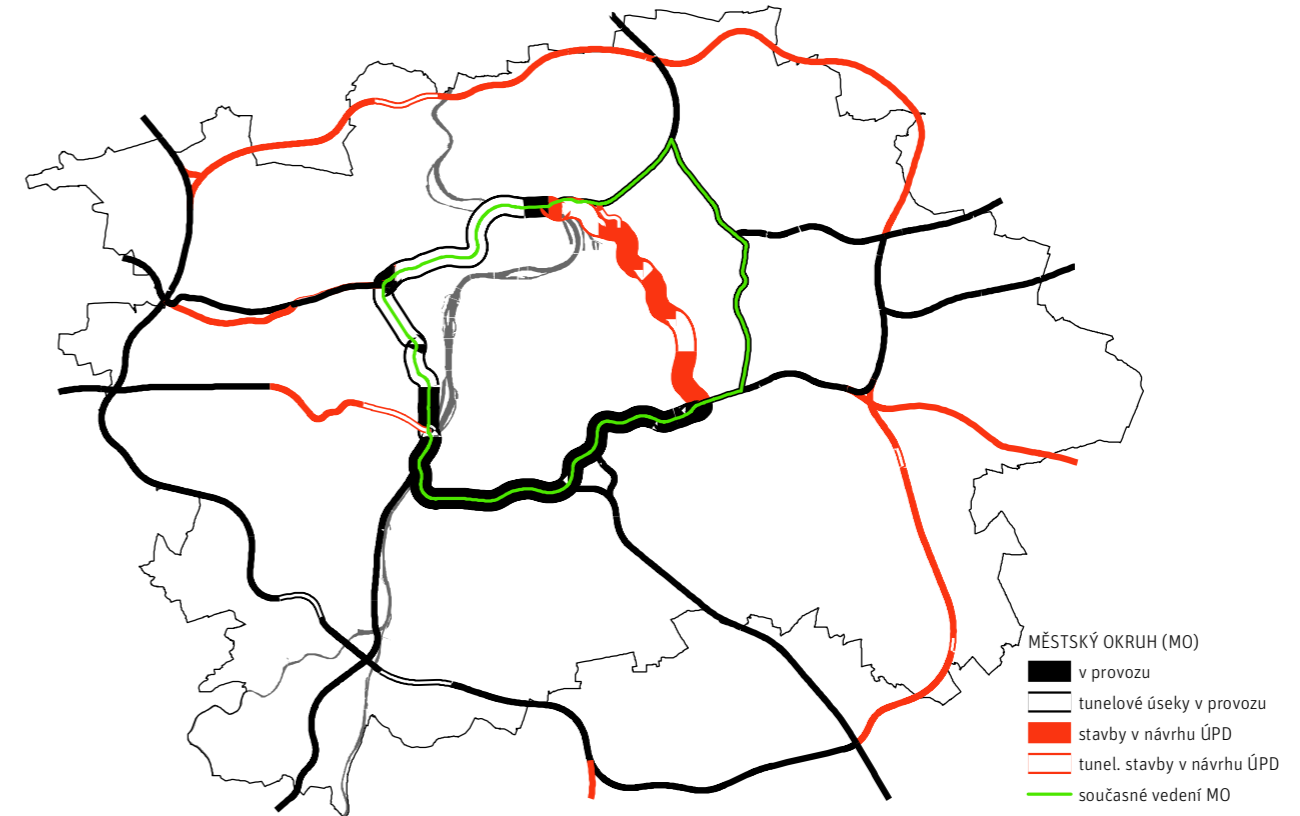 MĚSTSKÝ OKRUH (MO)
v provozu
tunelové úseky v provozu
stavby v návrhu ÚPD
tunel. stavby v návrhu ÚPD
současné vedení MO